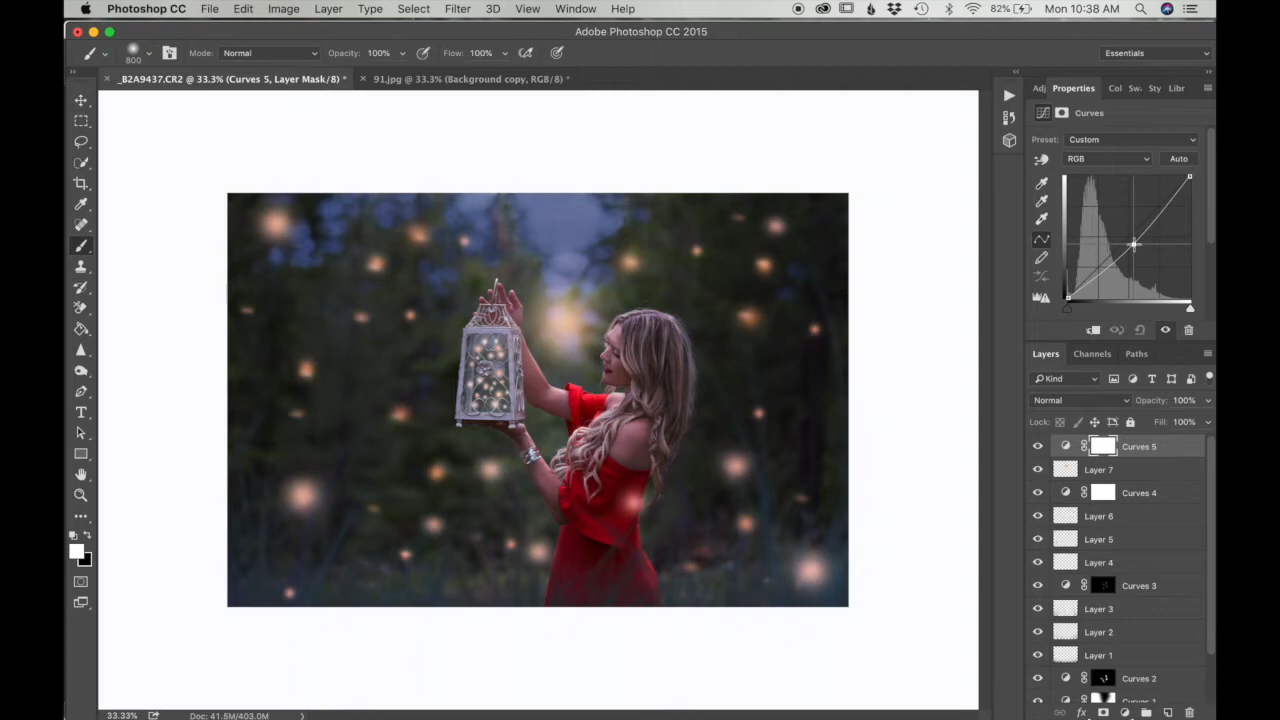 Photoshop CC File Edit Image Layer Type Select Filter 3D View Window Help 82% Mon 10:38 AM
Adobe Photoshop CC 2015
800 Mode: Normal Opacity: 100% Flow: 100% Essentials
_B2A9437.CR2 @ 33.3% (Curves 5, Layer Mask/8) * 91.jpg @ 33.3% (Background copy, RGB/8) *
Adj Properties Col Swa Sty Libr
Curves
Preset: Custom
RGB Auto
Layers Channels Paths
Kind
Normal Opacity: 100%
Lock: Fill: 100%
Curves 5
Layer 7
Curves 4
Layer 6
Layer 5
Layer 4
Curves 3
Layer 3
Layer 2
Layer 1
Curves 2
Curves 1
33.33% Doc: 41.5M/403.0M